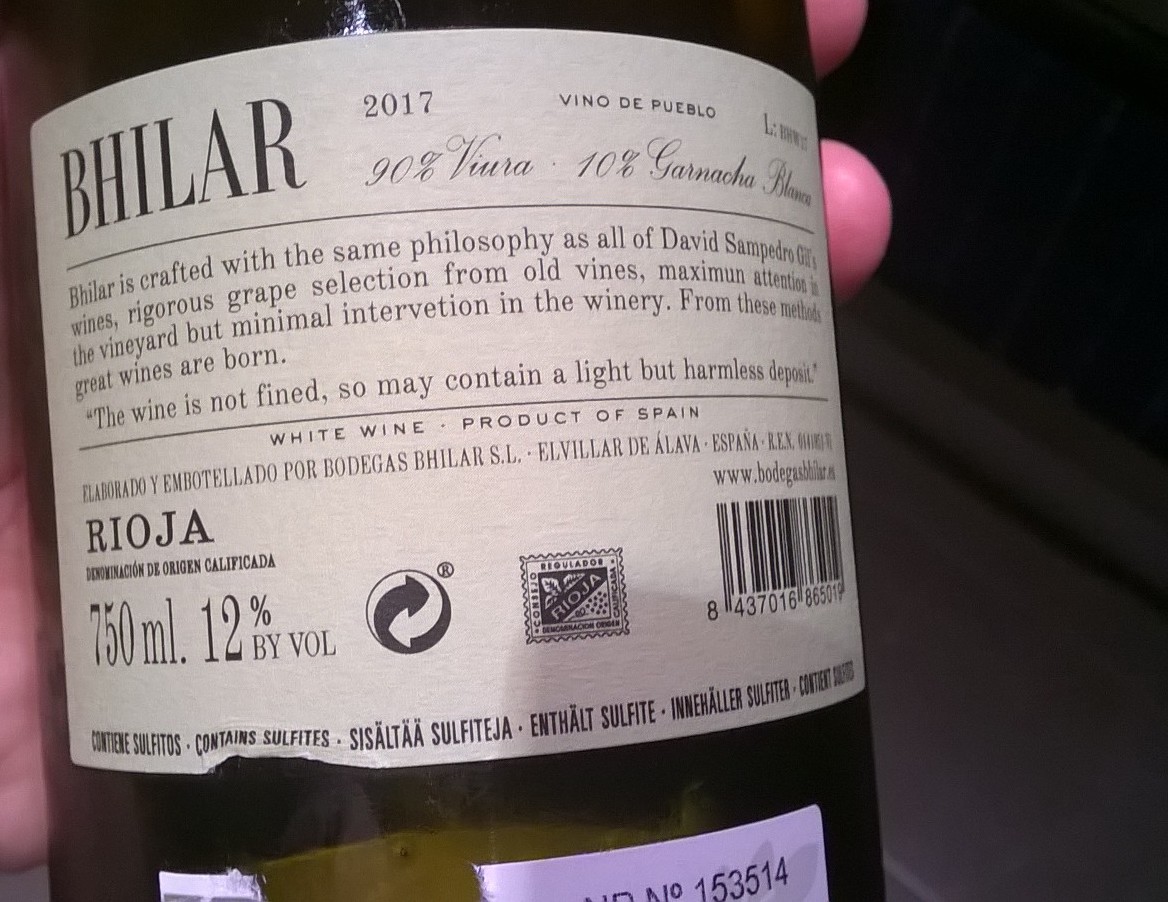 BHILAR
2017
VINO DE PUEBLO
L:
90% Viura · 10% Garnacha Blanca
Bhilar is crafted with the same philosophy as all of David Sampedro Gil's
wines, rigorous grape selection from old vines, maximun attention in
the vineyard but minimal intervetion in the winery. From these methods
great wines are born.
"The wine is not fined, so may contain a light but harmless deposit."
WHITE WINE · PRODUCT OF SPAIN
ELABORADO Y EMBOTELLADO POR BODEGAS BHILAR S.L. · ELVILLAR DE ÁLAVA · ESPAÑA · R.E.N.
www.bodegasbhilar.es
RIOJA
DENOMINACIÓN DE ORIGEN CALIFICADA
750 ml. 12% BY VOL
®
CONSEJO REGULADOR
RIOJA
DENOMINACION ORIGEN CALIFICADA
8 437016 865019
CONTIENE SULFITOS · CONTAINS SULFITES · SISÄLTÄÄ SULFITEJA · ENTHÄLT SULFITE · INNEHÄLLER SULFITER · CONTIENT SULFITES
Nº 153514